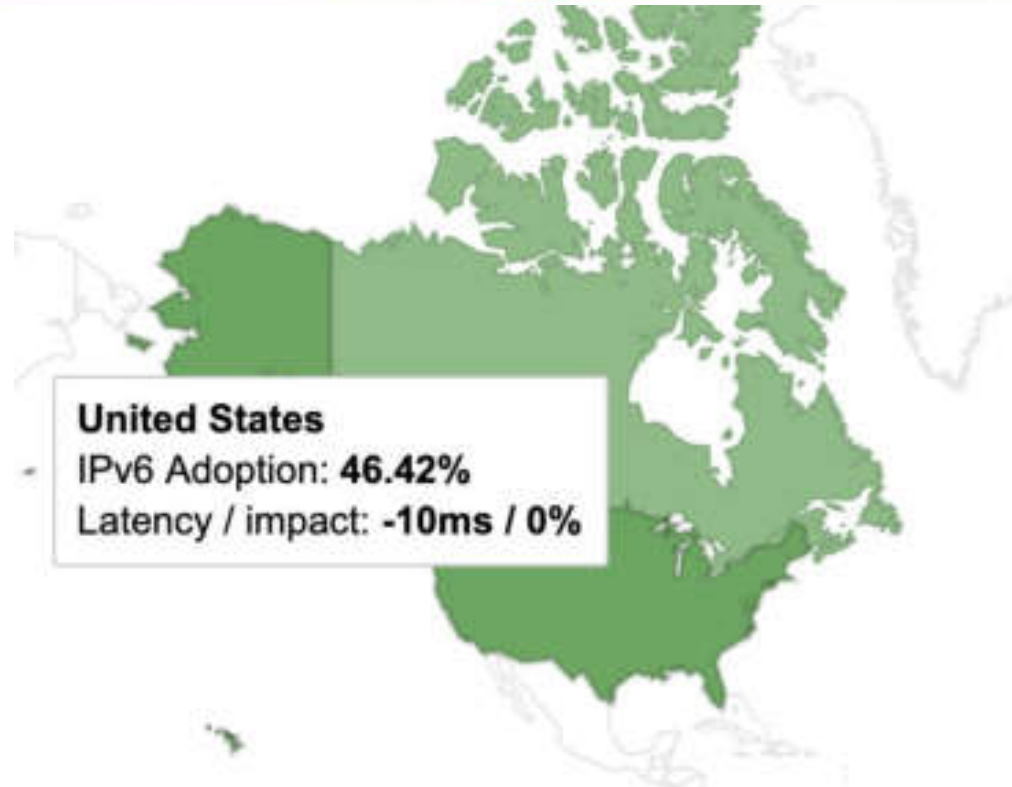 United States
IPv6 Adoption: 46.42%
Latency / impact: -10ms / 0%